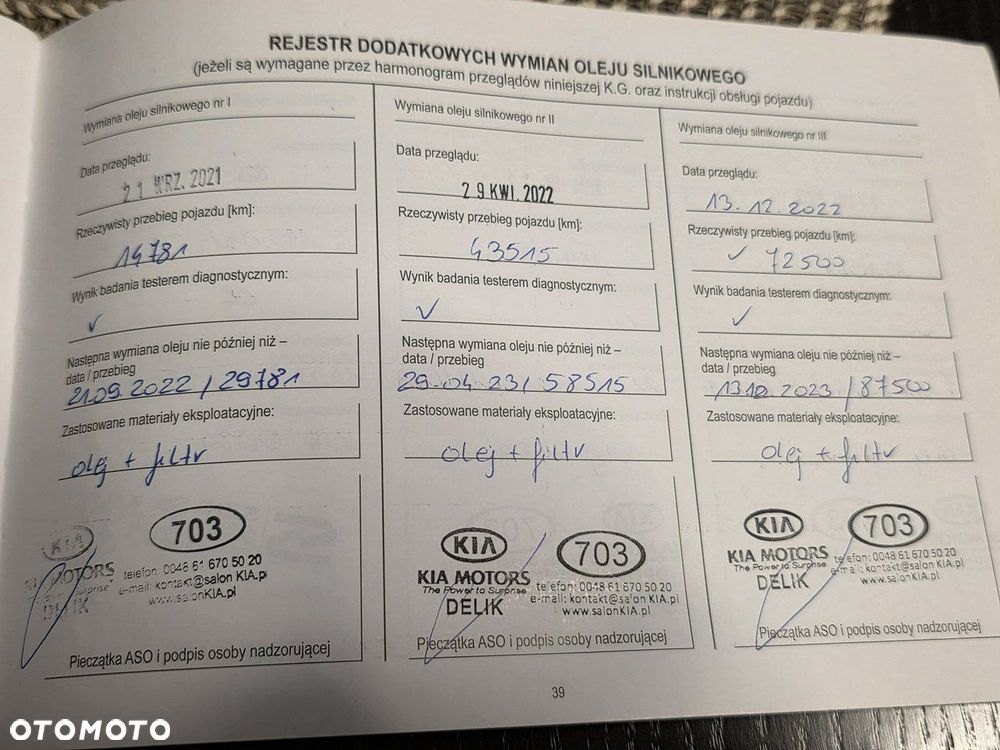 REJESTR DODATKOWYCH WYMIAN OLEJU SILNIKOWEGO
(jeżeli są wymagane przez harmonogram przeglądów niniejszej K.G. oraz instrukcji obsługi pojazdu)
Wymiana oleju silnikowego nr I
Data przeglądu:
21 WRZ. 2021
Rzeczywisty przebieg pojazdu [km]:
14781
Wynik badania testerem diagnostycznym:
✓
Następna wymiana oleju nie później niż –
data / przebieg
21.09.2022 / 29781
Zastosowane materiały eksploatacyjne:
olej + filtr
KIA
703
MOTORS
telefon: 0048 61 670 50 20
e-mail: kontakt@salon KIA.pl
www.salonKIA.pl
DELIK
Pieczątka ASO i podpis osoby nadzorującej
Wymiana oleju silnikowego nr II
Data przeglądu:
29 KWI. 2022
Rzeczywisty przebieg pojazdu [km]:
43515
Wynik badania testerem diagnostycznym:
✓
Następna wymiana oleju nie później niż –
data / przebieg
29.04.23 / 58515
Zastosowane materiały eksploatacyjne:
olej + filtr
KIA
703
KIA MOTORS
The Power to Surprise
DELIK
telefon: 0048 61 670 50 20
e-mail: kontakt@salon KIA.pl
www.salonKIA.pl
Pieczątka ASO i podpis osoby nadzorującej
Wymiana oleju silnikowego nr III
Data przeglądu:
13.12.2022
Rzeczywisty przebieg pojazdu [km]:
✓ 72500
Wynik badania testerem diagnostycznym:
✓
Następna wymiana oleju nie później niż –
data / przebieg
13.12.2023 / 87500
Zastosowane materiały eksploatacyjne:
olej + filtr
KIA
703
KIA MOTORS
The Power to Surprise
DELIK
telefon: 0048 61 670 50 20
e-mail: kontakt@salon KIA.pl
www.salonKIA.pl
Pieczątka ASO i podpis osoby nadzorującej
39
OTOMOTO